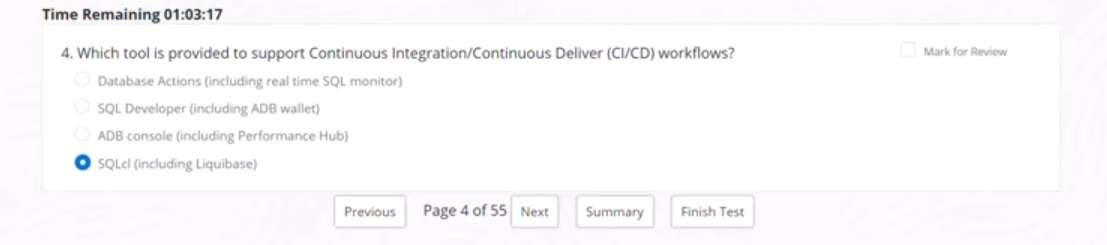 Time Remaining 01:03:17
4. Which tool is provided to support Continuous Integration/Continuous Deliver (CI/CD) workflows?
Mark for Review
Database Actions (including real time SQL monitor)
SQL Developer (including ADB wallet)
ADB console (including Performance Hub)
SQLcl (including Liquibase)
Previous Page 4 of 55 Next Summary Finish Test